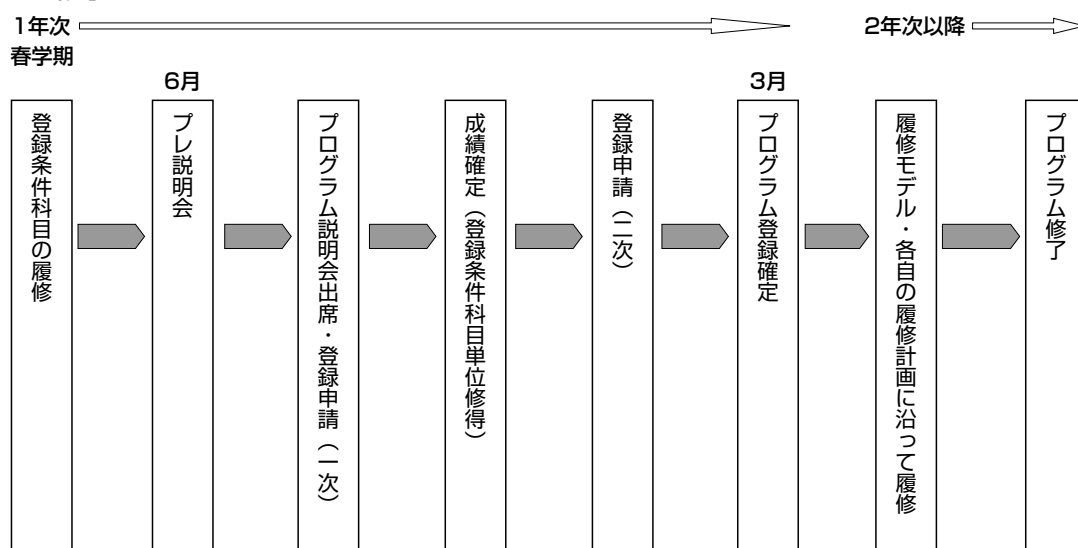 1年次
2年次以降
春学期
6月
3月
登録条件科目の履修
プレ説明会
プログラム説明会出席・登録申請（一次）
成績確定（登録条件科目単位修得）
登録申請（二次）
プログラム登録確定
履修モデル・各自の履修計画に沿って履修
プログラム修了